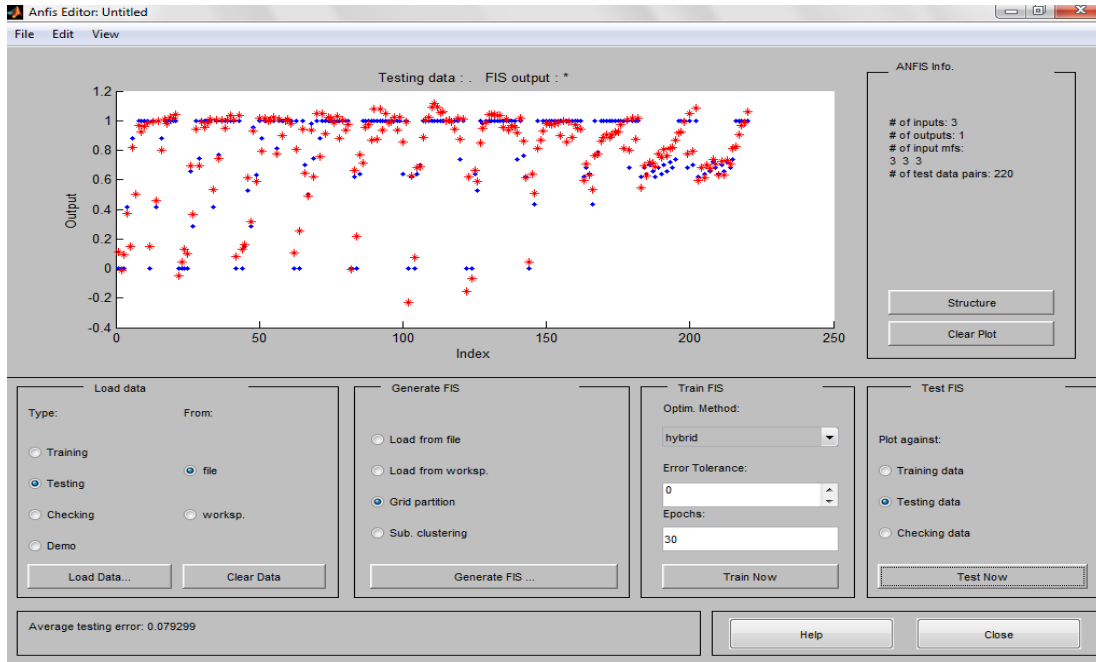 Anfis Editor: Untitled
File Edit View
Testing data : . FIS output : *
1.2
1
0.8
0.6
0.4
0.2
0
-0.2
-0.4
Output
0 50 100 150 200 250
Index
ANFIS Info.
# of inputs: 3
# of outputs: 1
# of input mfs:
3 3 3
# of test data pairs: 220
Structure
Clear Plot
Load data
Type: From:
Training
Testing
Checking
Demo
file
worksp.
Load Data...
Clear Data
Generate FIS
Load from file
Load from worksp.
Grid partition
Sub. clustering
Generate FIS ...
Train FIS
Optim. Method:
hybrid
Error Tolerance:
0
Epochs:
30
Train Now
Test FIS
Plot against:
Training data
Testing data
Checking data
Test Now
Average testing error: 0.079299
Help
Close